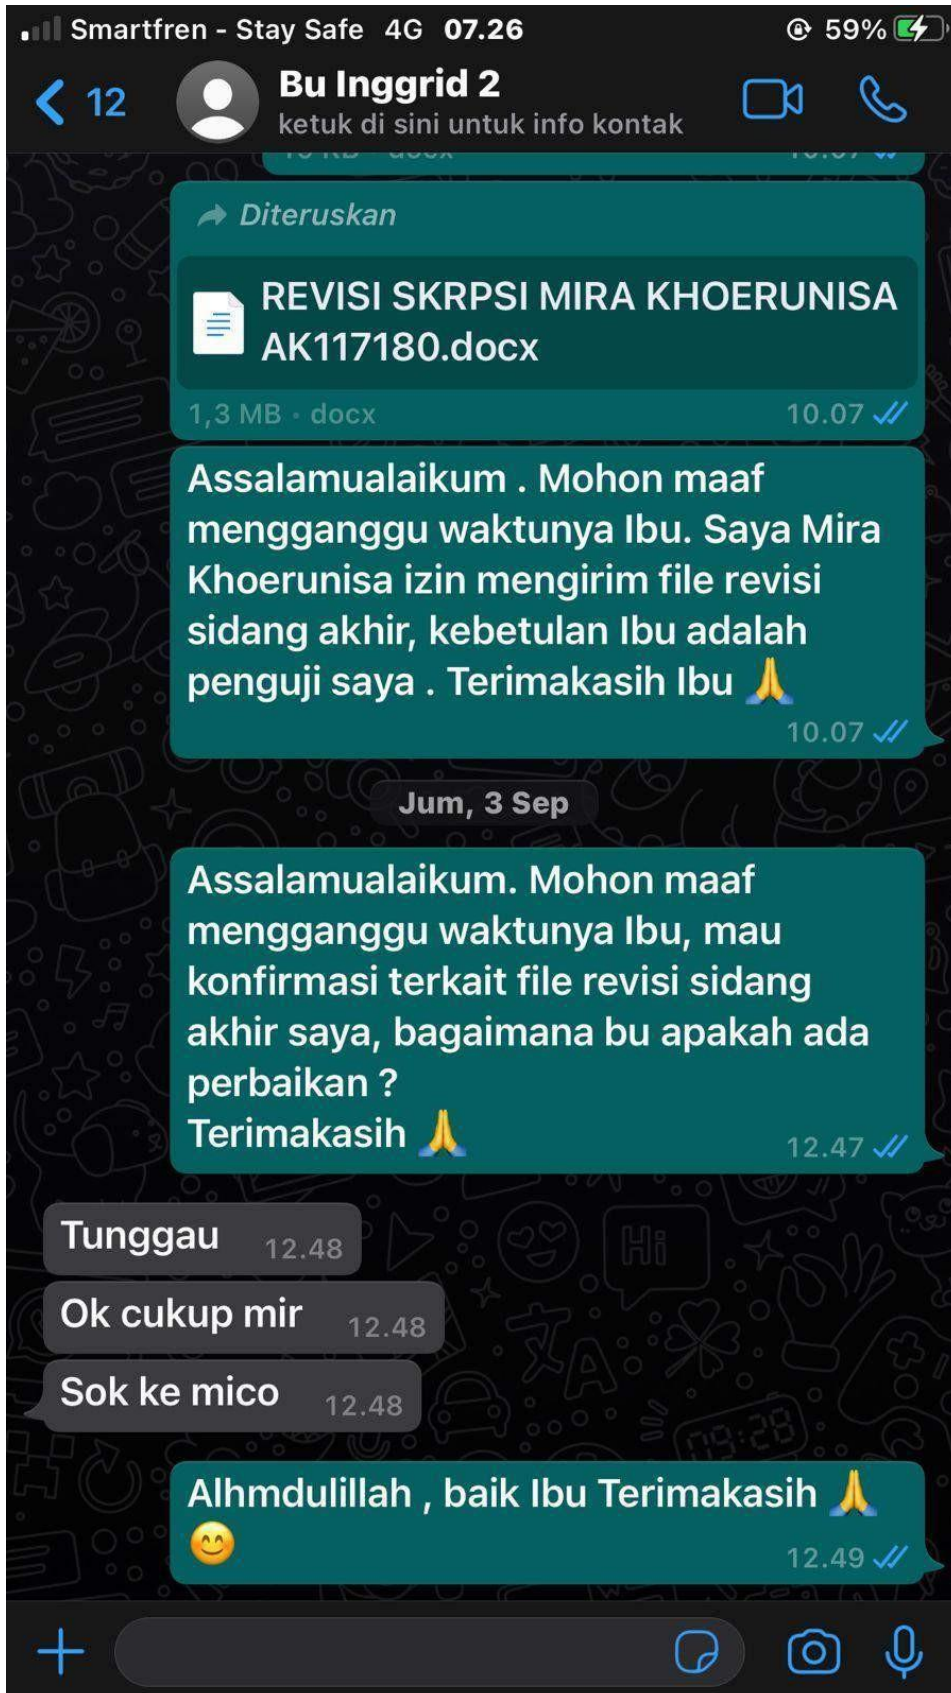 Smartfren - Stay Safe 4G 07.26 59%
12 Bu Inggrid 2
ketuk di sini untuk info kontak
Diteruskan
REVISI SKRPSI MIRA KHOERUNISA
AK117180.docx
1,3 MB · docx 10.07
Assalamualaikum . Mohon maaf
mengganggu waktunya Ibu. Saya Mira
Khoerunisa izin mengirim file revisi
sidang akhir, kebetulan Ibu adalah
penguji saya . Terimakasih Ibu 🙏
10.07
Jum, 3 Sep
Assalamualaikum. Mohon maaf
mengganggu waktunya Ibu, mau
konfirmasi terkait file revisi sidang
akhir saya, bagaimana bu apakah ada
perbaikan ?
Terimakasih 🙏 12.47
Tunggau 12.48
Ok cukup mir 12.48
Sok ke mico 12.48
Alhmdulillah , baik Ibu Terimakasih 🙏
😊 12.49